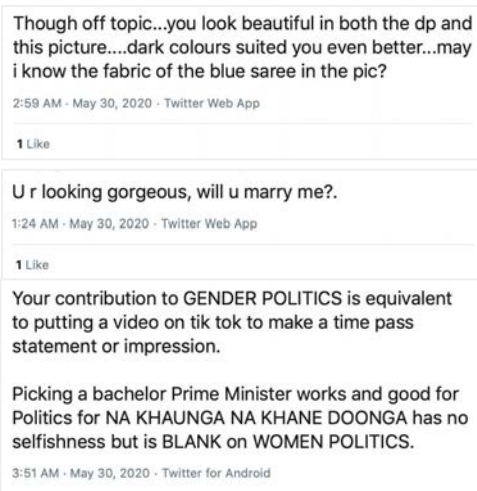 Though off topic...you look beautiful in both the dp and
this picture....dark colours suited you even better...may
i know the fabric of the blue saree in the pic?
2:59 AM · May 30, 2020 · Twitter Web App
1 Like
U r looking gorgeous, will u marry me?.
1:24 AM · May 30, 2020 · Twitter Web App
1 Like
Your contribution to GENDER POLITICS is equivalent
to putting a video on tik tok to make a time pass
statement or impression.
Picking a bachelor Prime Minister works and good for
Politics for NA KHAUNGA NA KHANE DOONGA has no
selfishness but is BLANK on WOMEN POLITICS.
3:51 AM · May 30, 2020 · Twitter for Android